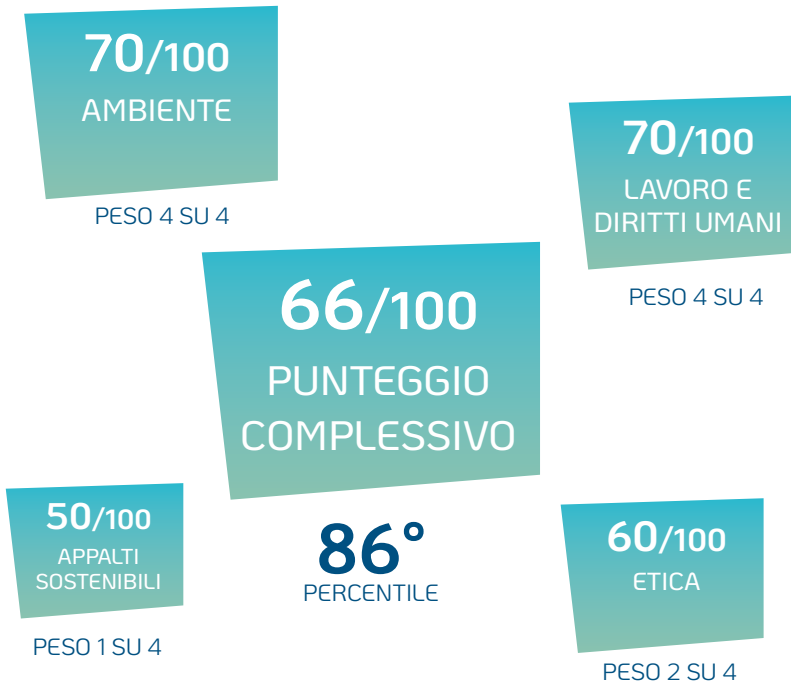 70/100
AMBIENTE
PESO 4 SU 4
70/100
LAVORO E
DIRITTI UMANI
PESO 4 SU 4
66/100
PUNTEGGIO
COMPLESSIVO
86°
PERCENTILE
50/100
APPALTI
SOSTENIBILI
PESO 1 SU 4
60/100
ETICA
PESO 2 SU 4